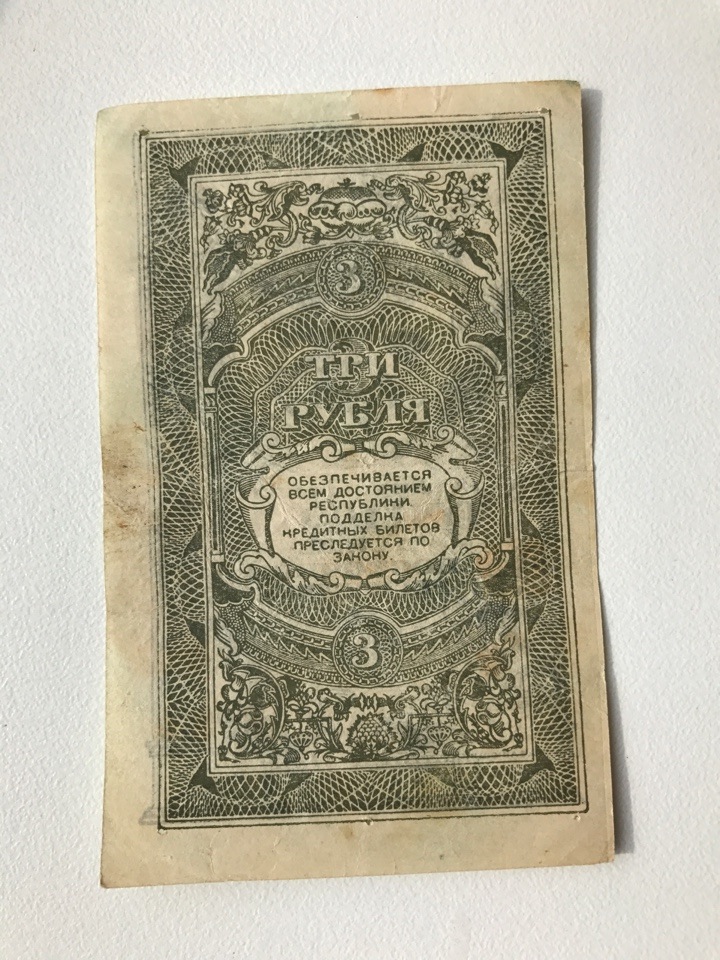 3
ТРИ
РУБЛЯ
ОБЕЗПЕЧИВАЕТСЯ
ВСЕМ ДОСТОЯНИЕМ
РЕСПУБЛИКИ.
ПОДДЕЛКА
КРЕДИТНЫХ БИЛЕТОВ
ПРЕСЛЕДУЕТСЯ ПО
ЗАКОНУ.
3